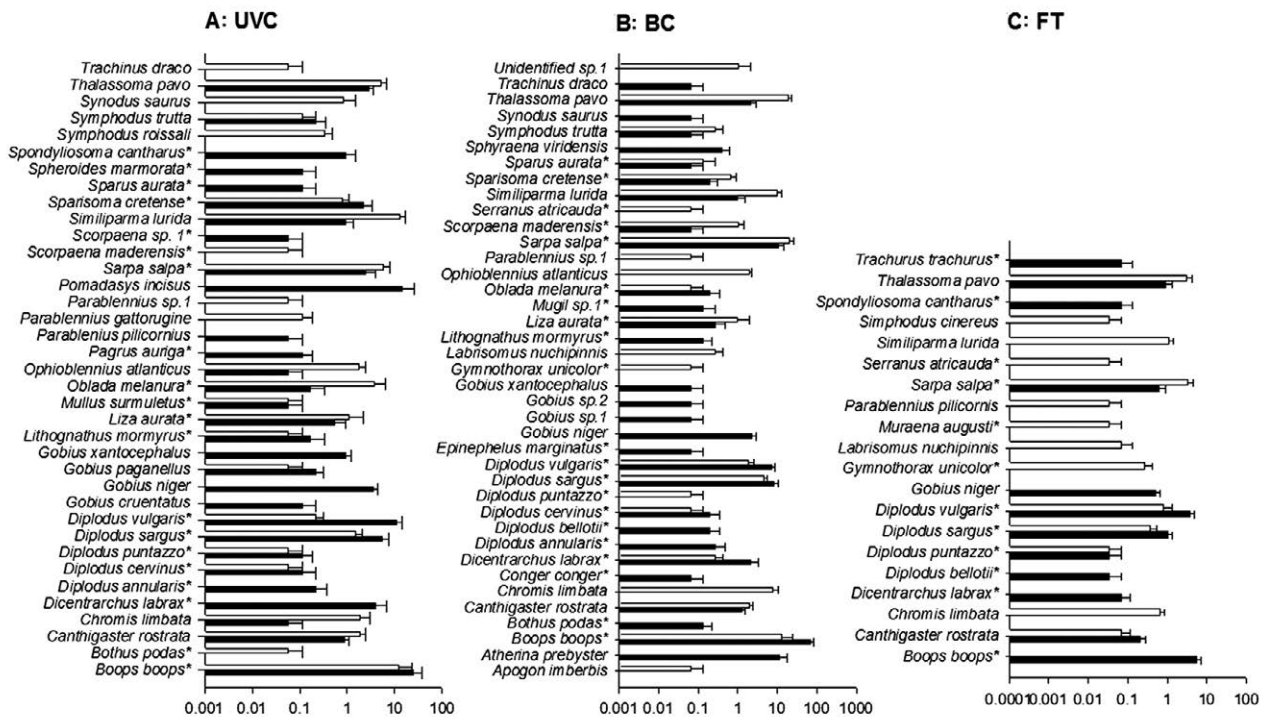 A: UVC
Trachinus draco
Thalassoma pavo
Synodus saurus
Symphodus trutta
Symphodus roissali
Spondyliosoma cantharus*
Spheroides marmorata*
Sparus aurata*
Sparisoma cretense*
Similiparma lurida
Scorpaena sp. 1*
Scorpaena maderensis*
Sarpa salpa*
Pomadasys incisus
Parablennius sp.1
Parablenius gattorugine
Parablenius pilicornius
Pagrus auriga*
Ophioblennius atlanticus
Oblada melanura*
Mullus surmuletus*
Liza aurata*
Lithognathus mormyrus*
Gobius xantocephalus
Gobius paganellus
Gobius niger
Gobius cruentatus
Diplodus vulgaris*
Diplodus sargus*
Diplodus puntazzo*
Diplodus cervinus*
Diplodus annularis*
Dicentrarchus labrax*
Chromis limbata
Canthigaster rostrata
Bothus podas*
Boops boops*
0.001 0.01 0.1 1 10 100
B: BC
Unidentified sp.1
Trachinus draco
Thalassoma pavo
Synodus saurus
Symphodus trutta
Sphyraena viridensis
Sparus aurata*
Sparisoma cretense*
Similiparma lurida
Serranus atricauda*
Scorpaena maderensis*
Sarpa salpa*
Parablennius sp.1
Ophioblennius atlanticus
Oblada melanura*
Mugil sp.1*
Liza aurata*
Lithognathus mormyrus*
Labrisomus nuchipinnis
Gymnothorax unicolor*
Gobius xantocephalus
Gobius sp.2
Gobius sp.1
Gobius niger
Epinephelus marginatus*
Diplodus vulgaris*
Diplodus sargus*
Diplodus puntazzo*
Diplodus cervinus*
Diplodus bellotii*
Diplodus annularis*
Dicentrarchus labrax*
Conger conger*
Chromis limbata
Canthigaster rostrata
Bothus podas*
Boops boops*
Atherina prebyster
Apogon imberbis
0.001 0.01 0.1 1 10 100 1000
C: FT
Trachurus trachurus*
Thalassoma pavo
Spondyliosoma cantharus*
Simphodus cinereus
Similiparma lurida
Serranus atricauda*
Sarpa salpa*
Parablennius pilicornis
Muraena augusti*
Labrisomus nuchipinnis
Gymnothorax unicolor*
Gobius niger
Diplodus vulgaris*
Diplodus sargus*
Diplodus puntazzo*
Diplodus bellotii*
Dicentrarchus labrax*
Chromis limbata
Canthigaster rostrata
Boops boops*
0.0001 0.001 0.01 0.1 1 10 100